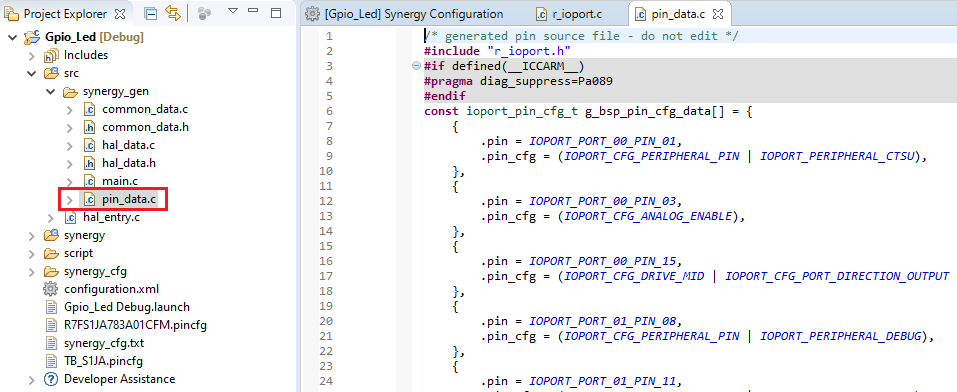 Project Explorer
Gpio_Led [Debug]
Includes
src
synergy_gen
common_data.c
common_data.h
hal_data.c
hal_data.h
main.c
pin_data.c
hal_entry.c
synergy
script
synergy_cfg
configuration.xml
Gpio_Led Debug.launch
R7FS1JA783A01CFM.pincfg
synergy_cfg.txt
TB_S1JA.pincfg
Developer Assistance
[Gpio_Led] Synergy Configuration
r_ioport.c
pin_data.c
1 /* generated pin source file - do not edit */
2 #include "r_ioport.h"
3 #if defined(__ICCARM__)
4 #pragma diag_suppress=Pa089
5 #endif
6 const ioport_pin_cfg_t g_bsp_pin_cfg_data[] = {
7 {
8 .pin = IOPORT_PORT_00_PIN_01,
9 .pin_cfg = (IOPORT_CFG_PERIPHERAL_PIN | IOPORT_PERIPHERAL_CTSU),
10 },
11 {
12 .pin = IOPORT_PORT_00_PIN_03,
13 .pin_cfg = (IOPORT_CFG_ANALOG_ENABLE),
14 },
15 {
16 .pin = IOPORT_PORT_00_PIN_15,
17 .pin_cfg = (IOPORT_CFG_DRIVE_MID | IOPORT_CFG_PORT_DIRECTION_OUTPUT
18 },
19 {
20 .pin = IOPORT_PORT_01_PIN_08,
21 .pin_cfg = (IOPORT_CFG_PERIPHERAL_PIN | IOPORT_PERIPHERAL_DEBUG),
22 },
23 {
24 .pin = IOPORT_PORT_01_PIN_11,